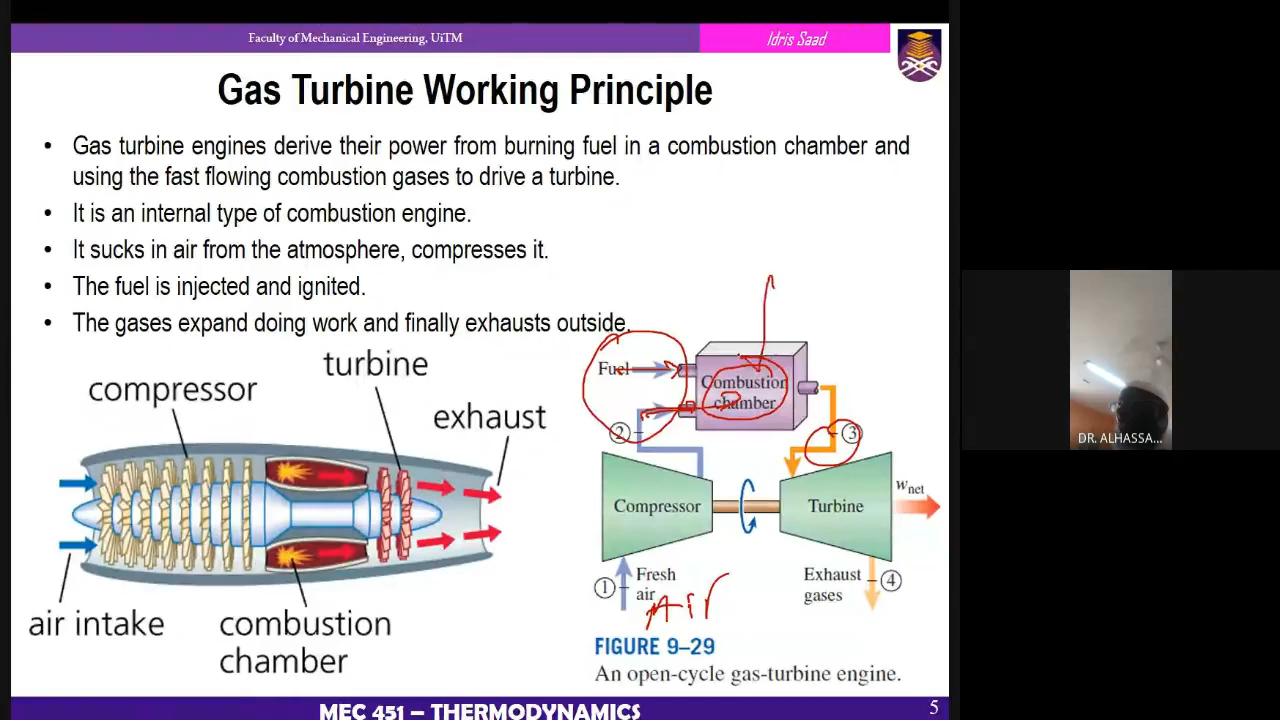 Faculty of Mechanical Engineering, UiTM
Idris Saad
Gas Turbine Working Principle
• Gas turbine engines derive their power from burning fuel in a combustion chamber and
using the fast flowing combustion gases to drive a turbine.
• It is an internal type of combustion engine.
• It sucks in air from the atmosphere, compresses it.
• The fuel is injected and ignited.
• The gases expand doing work and finally exhausts outside.
compressor
turbine
exhaust
air intake
combustion
chamber
Fuel
Combustion
chamber
2
3
Compressor
Turbine
wnet
1
Fresh
air
Air
Exhaust
gases
4
FIGURE 9–29
An open-cycle gas-turbine engine.
MEC 451 – THERMODYNAMICS
5
DR. ALHASSA...